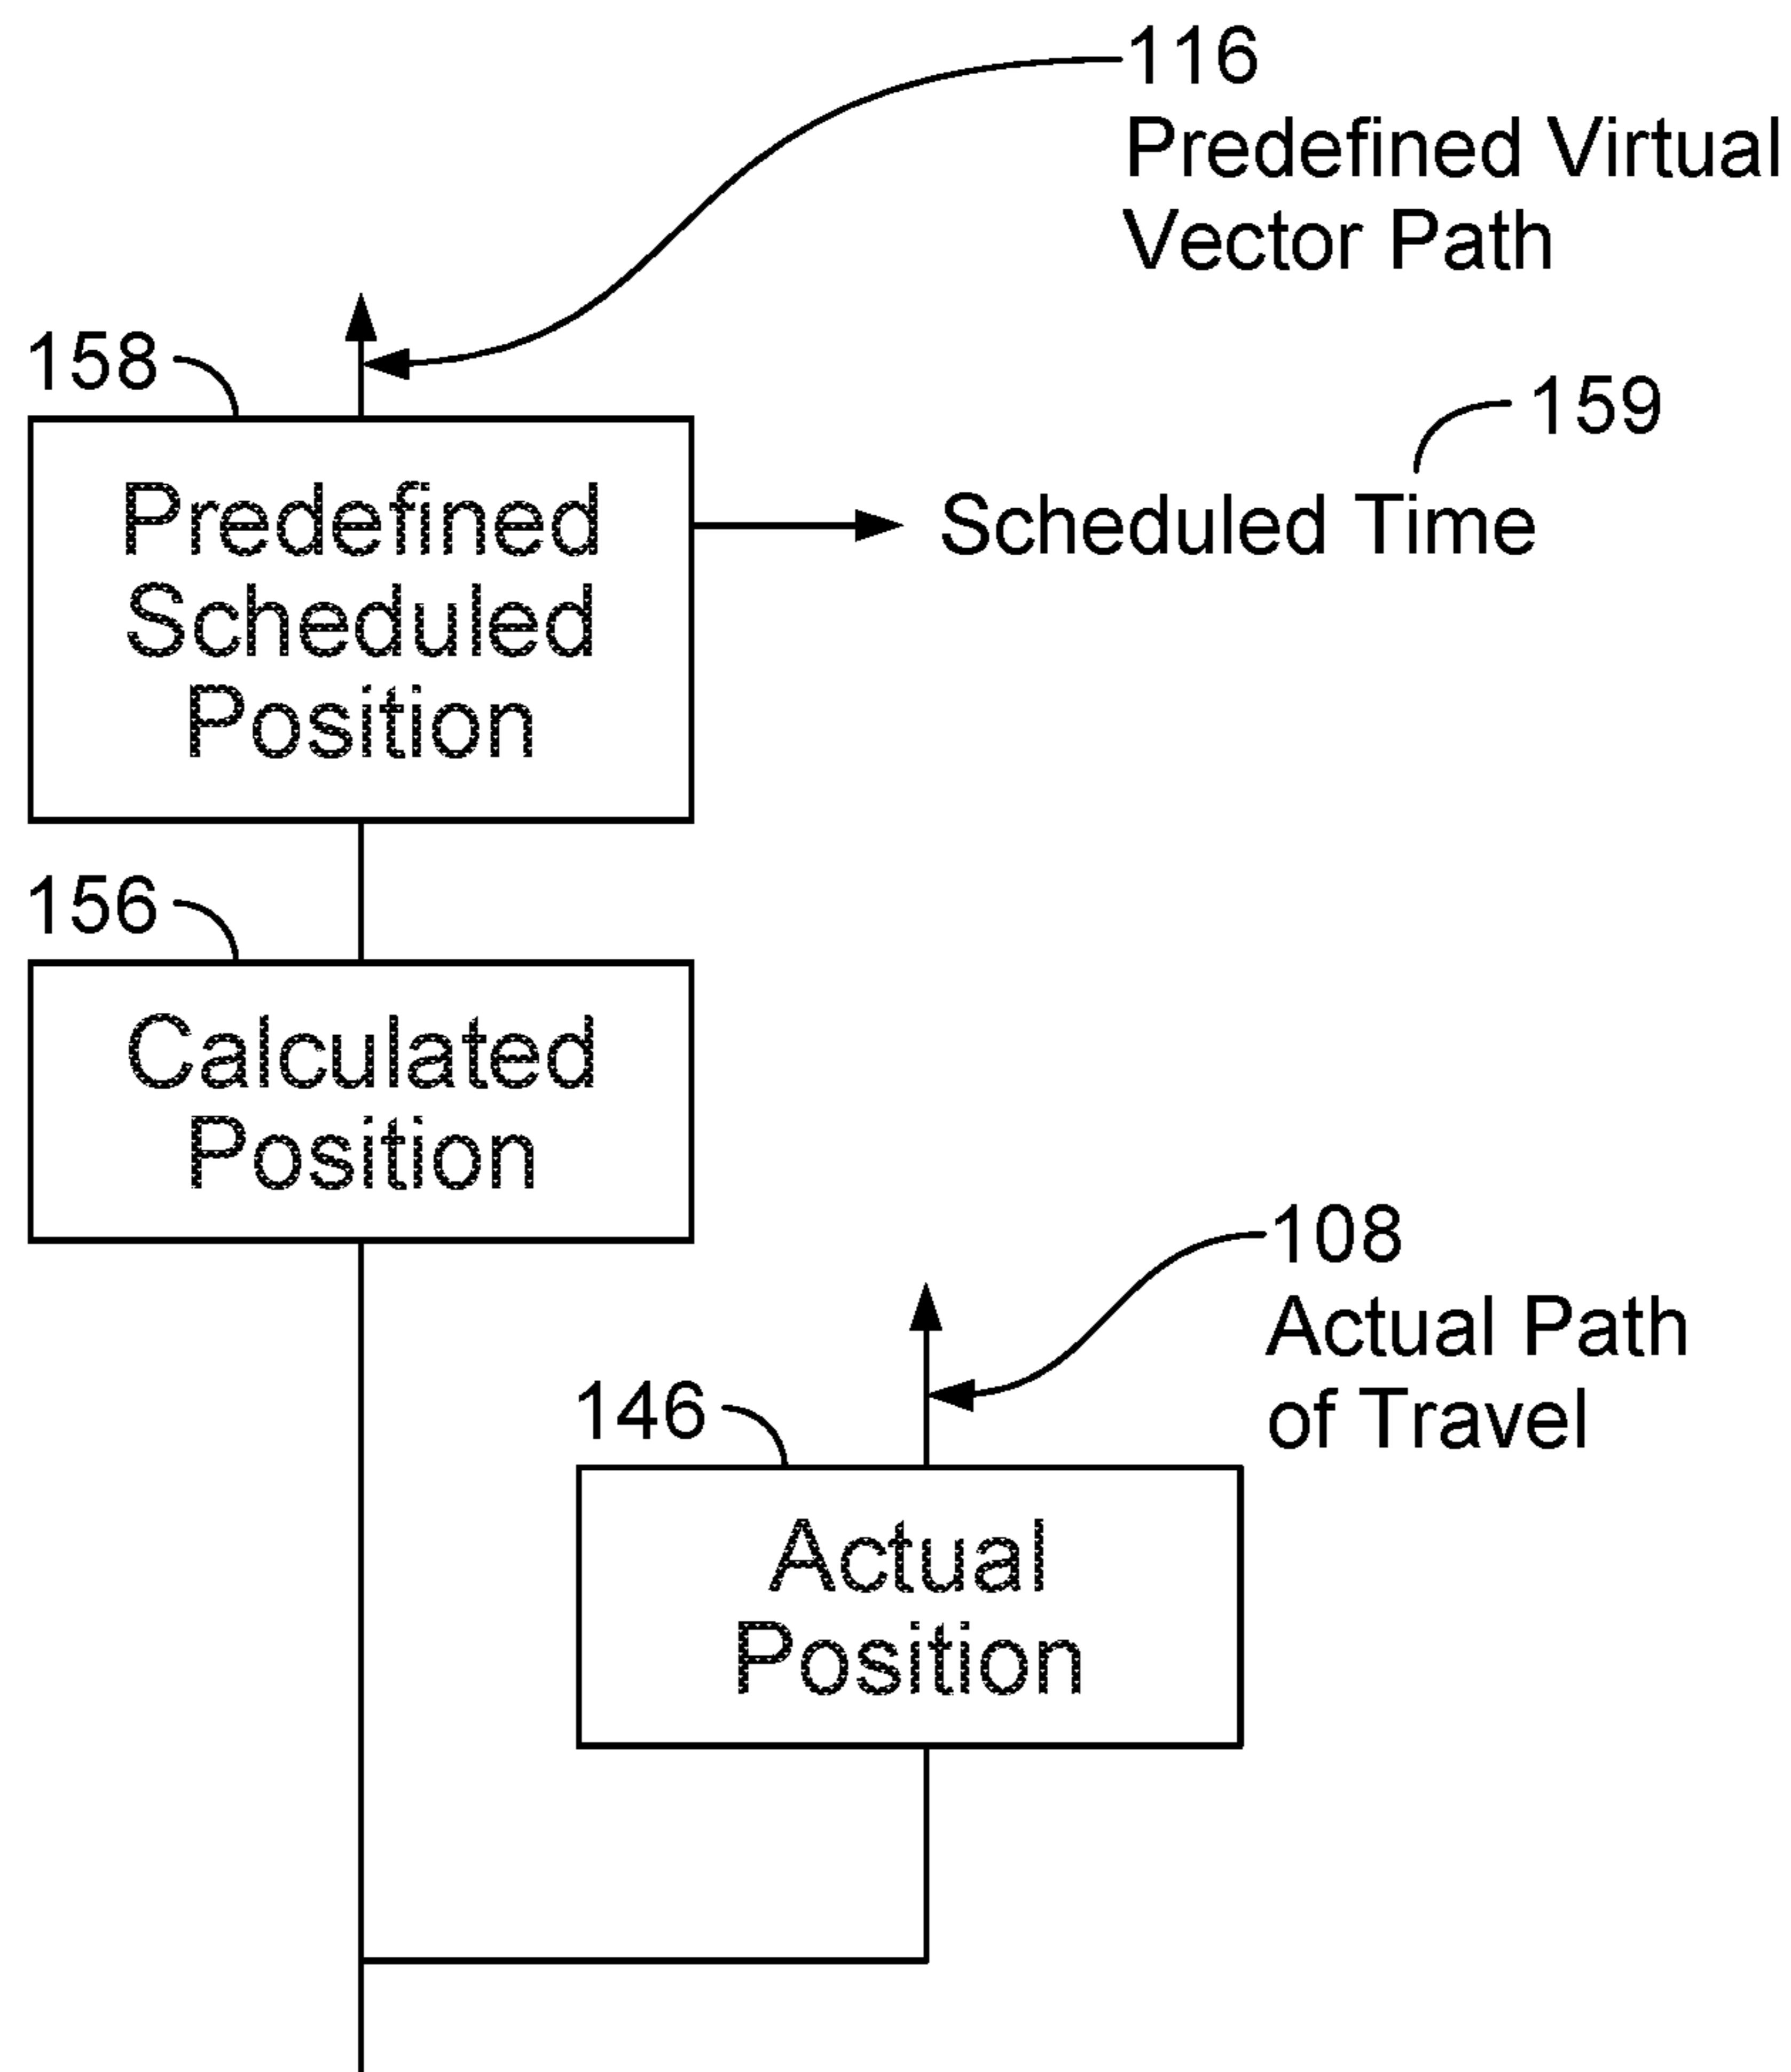 116
Predefined Virtual
Vector Path
158
159
Predefined
Scheduled
Position
Scheduled Time
156
Calculated
Position
108
Actual Path
of Travel
146
Actual
Position